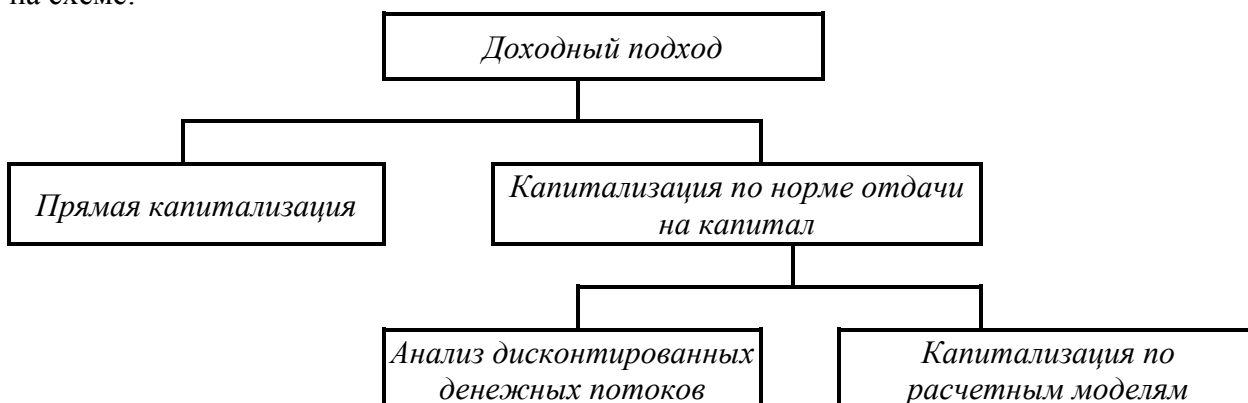 на схеме:
Доходный подход
Прямая капитализация
Капитализация по норме отдачи
на капитал
Анализ дисконтированных
денежных потоков
Капитализация по
расчетным моделям